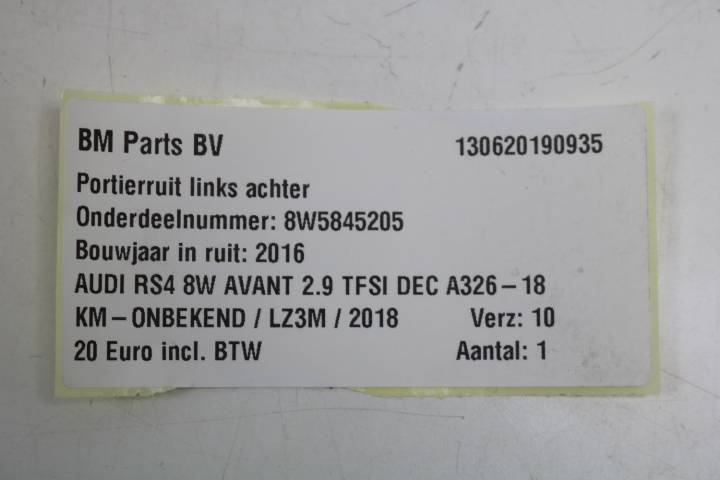 BM Parts BV 130620190935
Portierruit links achter
Onderdeelnummer: 8W5845205
Bouwjaar in ruit: 2016
AUDI RS4 8W AVANT 2.9 TFSI DEC A326-18
KM-ONBEKEND / LZ3M / 2018 Verz: 10
20 Euro incl. BTW Aantal: 1